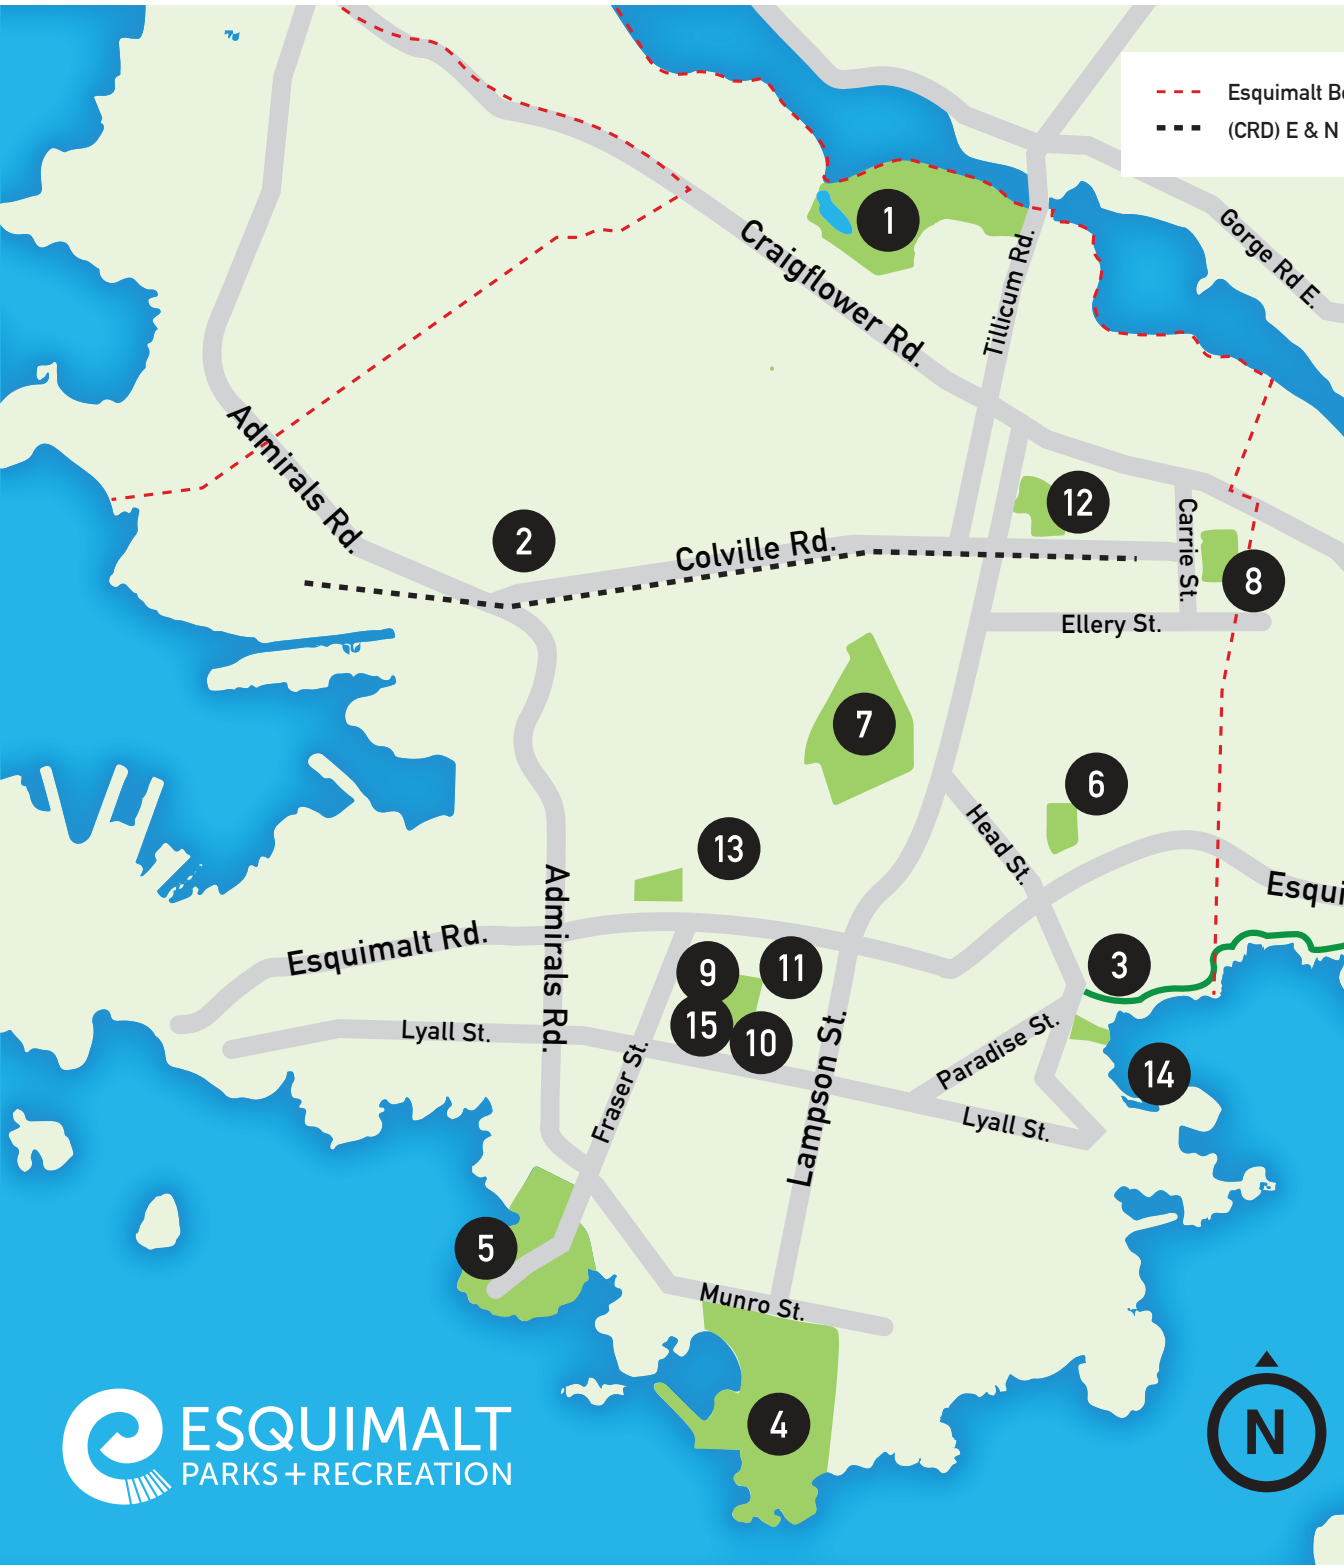 Esquimalt Bo
(CRD) E & N
Gorge Rd E.
1
Craigflower Rd.
Tillicum Rd.
Admirals Rd.
12
Carrie St.
2
Colville Rd.
8
Ellery St.
7
6
Head St.
13
Esqui
Admirals Rd.
Esquimalt Rd.
9
11
3
15
10
Lyall St.
Fraser St.
Lampson St.
Paradise St.
14
Lyall St.
5
Munro St.
4
N
ESQUIMALT
PARKS + RECREATION